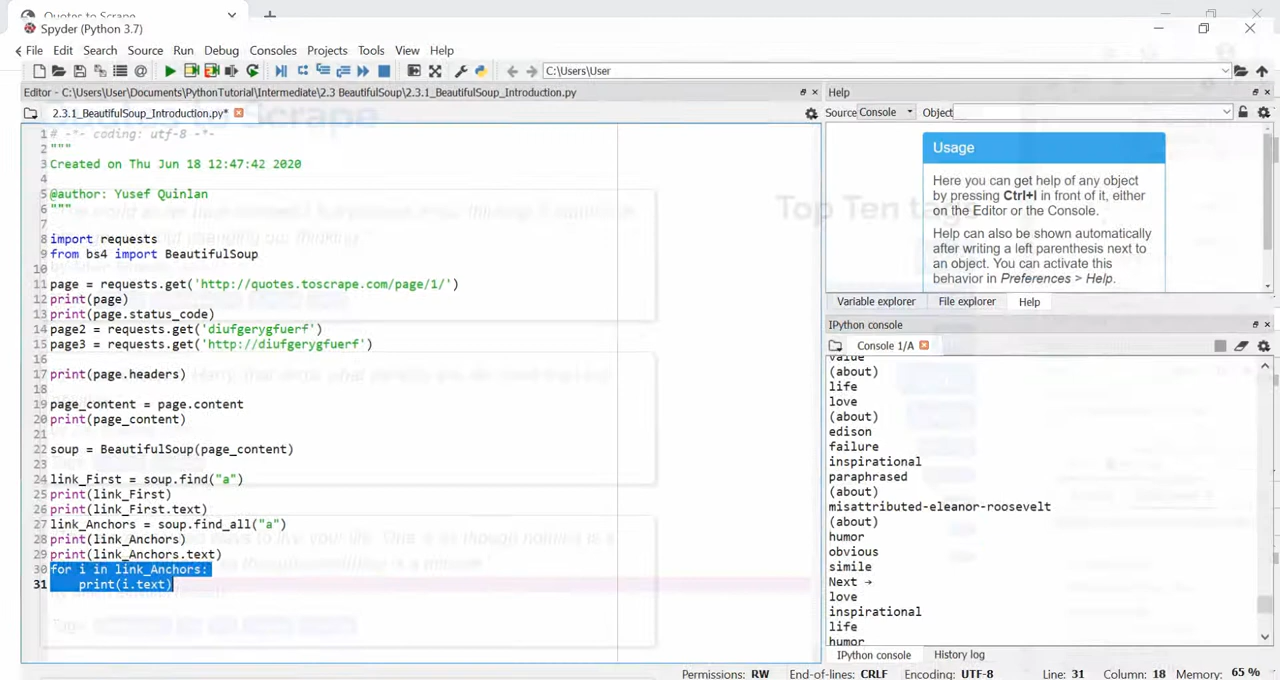 Quotes to Scrape
Spyder (Python 3.7)
File Edit Search Source Run Debug Consoles Projects Tools View Help
C:\Users\User
Editor - C:\Users\User\Documents\PythonTutorial\Intermediate\2.3 BeautifulSoup\2.3.1_BeautifulSoup_Introduction.py
Help
2.3.1_BeautifulSoup_Introduction.py*
Source Console Object
1 # -*- coding: utf-8 -*-
2 """
3 Created on Thu Jun 18 12:47:42 2020
4
5 @author: Yusef Quinlan
6 """
7
8 import requests
9 from bs4 import BeautifulSoup
10
11 page = requests.get('http://quotes.toscrape.com/page/1/')
12 print(page)
13 print(page.status_code)
14 page2 = requests.get('diufgerygfuerf')
15 page3 = requests.get('http://diufgerygfuerf')
16
17 print(page.headers)
18
19 page_content = page.content
20 print(page_content)
21
22 soup = BeautifulSoup(page_content)
23
24 link_First = soup.find("a")
25 print(link_First)
26 print(link_First.text)
27 link_Anchors = soup.find_all("a")
28 print(link_Anchors)
29 print(link_Anchors.text)
30 for i in link_Anchors:
31 print(i.text)
to Scrape
Top Ten tags
Tags:
Usage
Here you can get help of any object
by pressing Ctrl+I in front of it, either
on the Editor or the Console.
Help can also be shown automatically
after writing a left parenthesis next to
an object. You can activate this
behavior in Preferences > Help.
Variable explorer File explorer Help
IPython console
Console 1/A
value
(about)
life
love
(about)
edison
failure
inspirational
paraphrased
(about)
misattributed-eleanor-roosevelt
(about)
humor
obvious
simile
Next →
love
inspirational
life
humor
IPython console History log
Permissions: RW End-of-lines: CRLF Encoding: UTF-8 Line: 31 Column: 18 Memory: 65 %